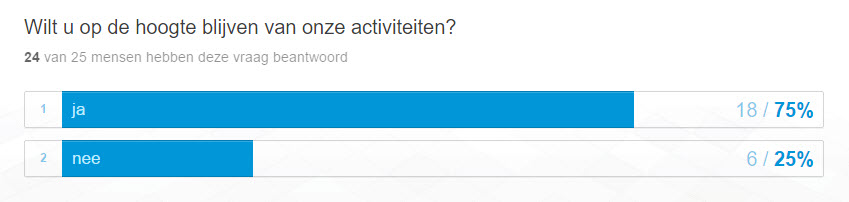 Wilt u op de hoogte blijven van onze activiteiten?
24 van 25 mensen hebben deze vraag beantwoord
1 ja 18 / 75%
2 nee 6 / 25%